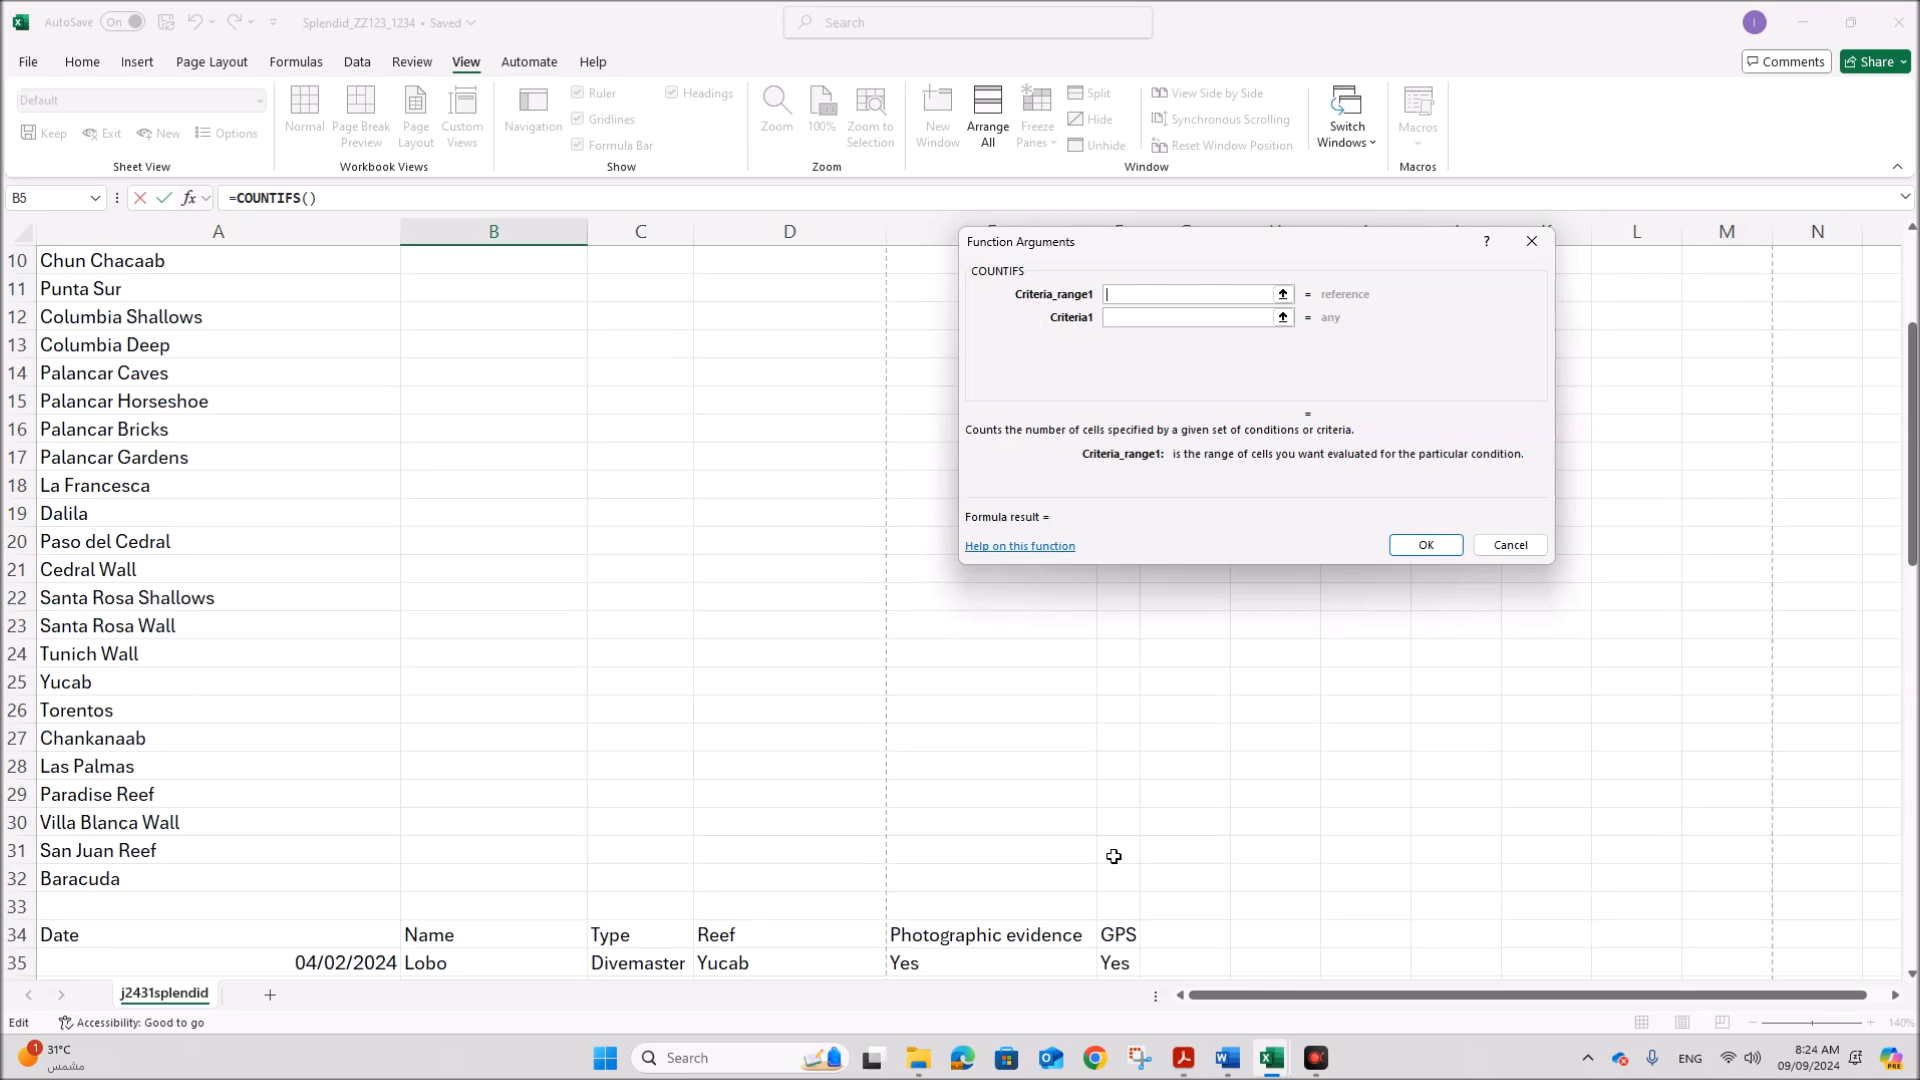 AutoSave On Splendid_ZZ123_1234 • Saved Search I
File Home Insert Page Layout Formulas Data Review View Automate Help Comments Share
Default
Keep Exit New Options
Sheet View
Normal Page Break Preview Page Layout Custom Views
Workbook Views
Navigation Ruler Gridlines Formula Bar Headings
Show
Zoom 100% Zoom to Selection
Zoom
New Window Arrange All Freeze Panes Split Hide Unhide View Side by Side Synchronous Scrolling Reset Window Position Switch Windows
Window
Macros
Macros
B5 fx =COUNTIFS()
A B C D L M N
10 Chun Chacaab
11 Punta Sur
12 Columbia Shallows
13 Columbia Deep
14 Palancar Caves
15 Palancar Horseshoe
16 Palancar Bricks
17 Palancar Gardens
18 La Francesca
19 Dalila
20 Paso del Cedral
21 Cedral Wall
22 Santa Rosa Shallows
23 Santa Rosa Wall
24 Tunich Wall
25 Yucab
26 Torentos
27 Chankanaab
28 Las Palmas
29 Paradise Reef
30 Villa Blanca Wall
31 San Juan Reef
32 Baracuda
33
34 Date Name Type Reef Photographic evidence GPS
35 04/02/2024 Lobo Divemaster Yucab Yes Yes
Function Arguments ?
COUNTIFS
Criteria_range1 = reference
Criteria1 = any
=
Counts the number of cells specified by a given set of conditions or criteria.
Criteria_range1: is the range of cells you want evaluated for the particular condition.
Formula result =
Help on this function OK Cancel
j2431splendid
Edit Accessibility: Good to go 140%
1 31°C
مشمس
Search
ENG
8:24 AM
09/09/2024
PRE